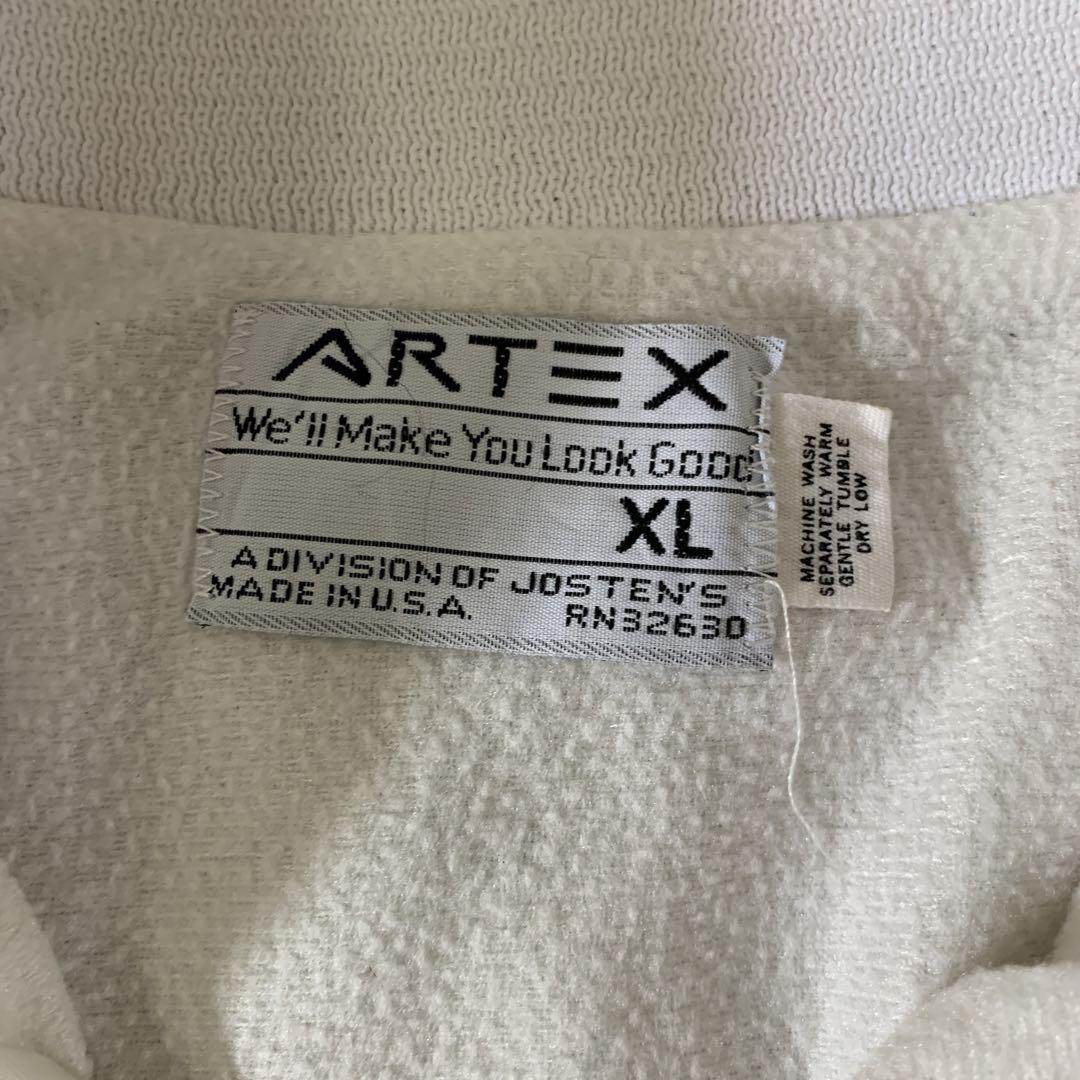 ARTEX
We'll Make You Look Good
XL
A DIVISION OF JOSTEN'S
MADE IN U.S.A.
RN32630
MACHINE WASH
SEPARATELY WARM
GENTLE TUMBLE
DRY LOW